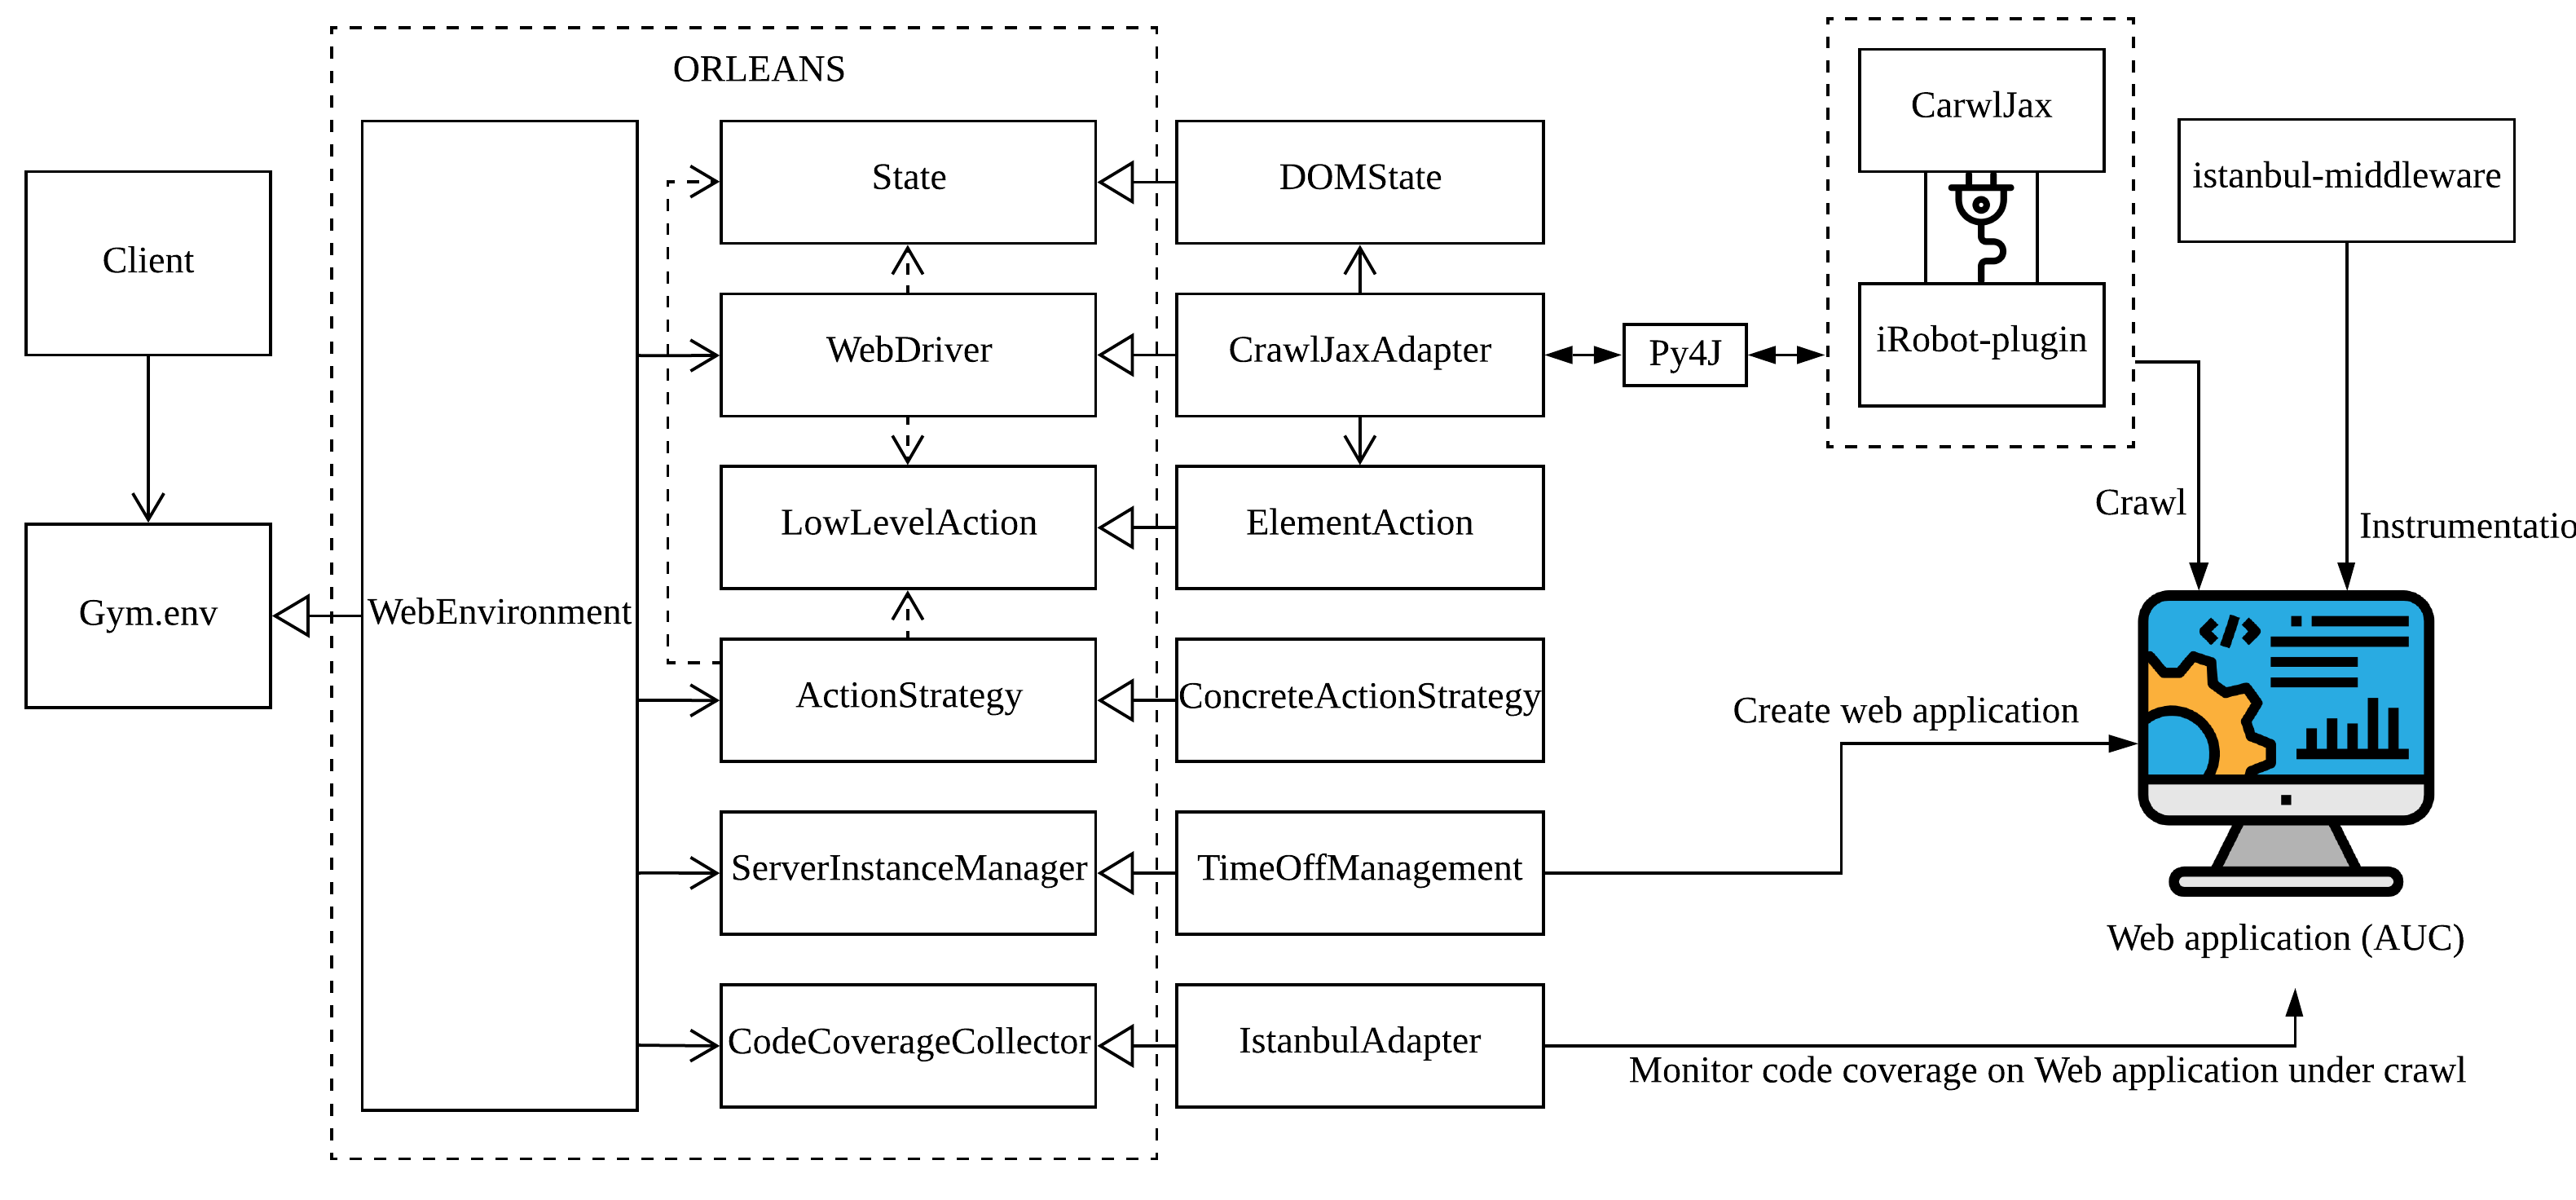 ORLEANS
Client
Gym.env
WebEnvironment
State
WebDriver
LowLevelAction
ActionStrategy
ServerInstanceManager
CodeCoverageCollector
DOMState
CrawlJaxAdapter
ElementAction
ConcreteActionStrategy
TimeOffManagement
IstanbulAdapter
Py4J
CarwlJax
iRobot-plugin
istanbul-middleware
Crawl
Instrumentatio
Create web application
Web application (AUC)
Monitor code coverage on Web application under crawl